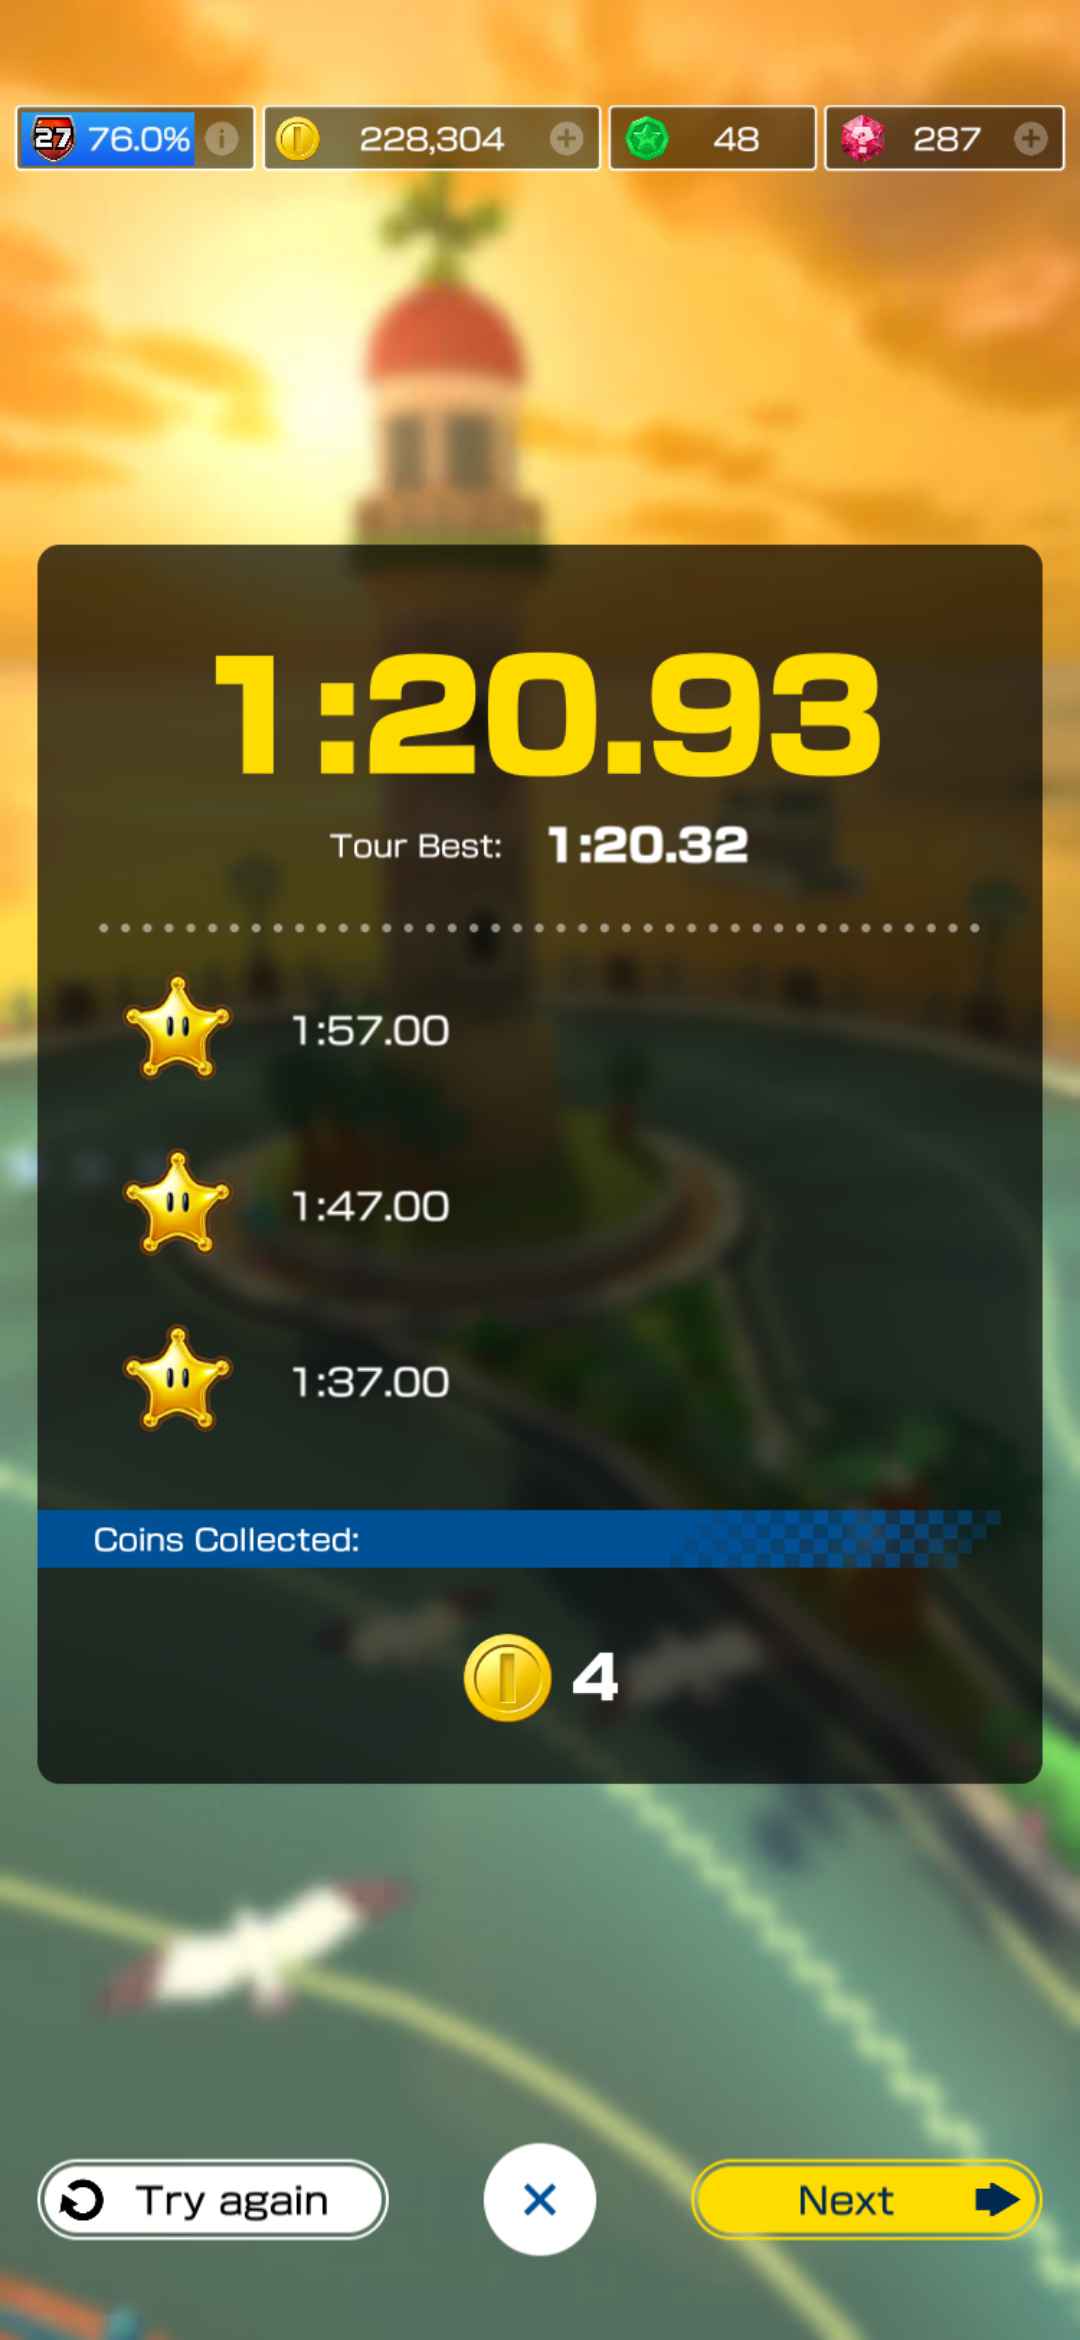 27 76.0% i 228,304 + 48 ? 287 +
1:20.93
Tour Best: 1:20.32
1:57.00
1:47.00
1:37.00
Coins Collected:
4
Try again × Next